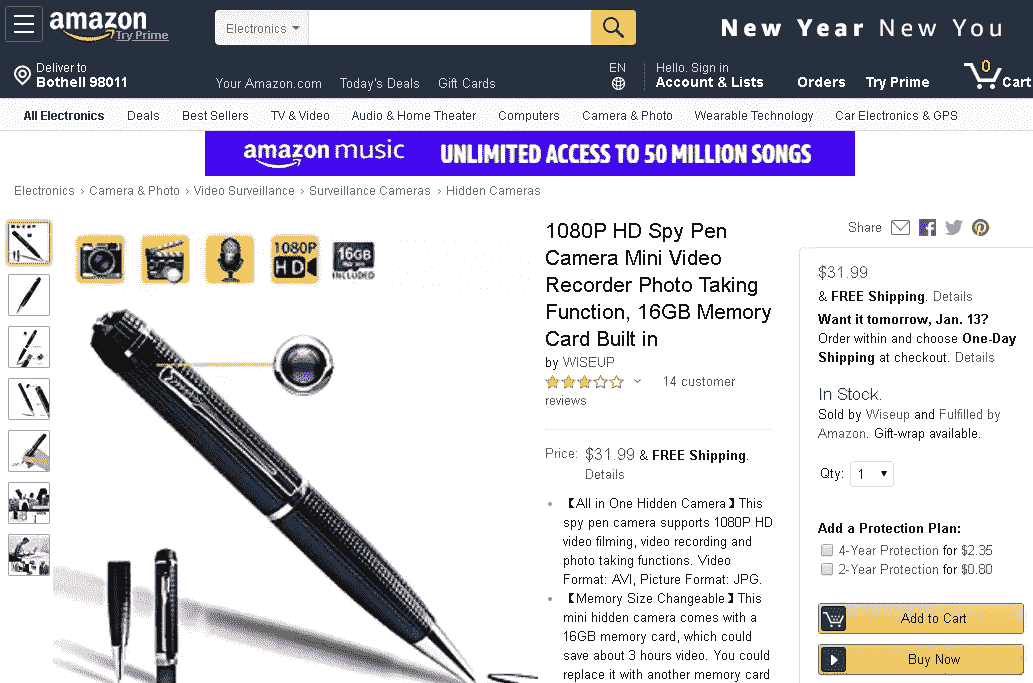 amazon
Try Prime
Electronics
New Year New You
Deliver to
Bothell 98011
Your Amazon.com
Today's Deals
Gift Cards
EN
Hello. Sign in
Account & Lists
Orders
Try Prime
0
Cart
All Electronics
Deals
Best Sellers
TV & Video
Audio & Home Theater
Computers
Camera & Photo
Wearable Technology
Car Electronics & GPS
amazon music
UNLIMITED ACCESS TO 50 MILLION SONGS
Electronics › Camera & Photo › Video Surveillance › Surveillance Cameras › Hidden Cameras
1080P
HD
16GB
INCLUDED
1080P HD Spy Pen
Camera Mini Video
Recorder Photo Taking
Function, 16GB Memory
Card Built in
by WISEUP
14 customer
reviews
Price: $31.99 & FREE Shipping.
Details
•【All in One Hidden Camera】This
spy pen camera supports 1080P HD
video filming, video recording and
photo taking functions. Video
Format: AVI, Picture Format: JPG.
•【Memory Size Changeable】This
mini hidden camera comes with a
16GB memory card, which could
save about 3 hours video. You could
replace it with another memory card
Share
$31.99
& FREE Shipping. Details
Want it tomorrow, Jan. 13?
Order within and choose One-Day
Shipping at checkout. Details
In Stock.
Sold by Wiseup and Fulfilled by
Amazon. Gift-wrap available.
Qty: 1
Add a Protection Plan:
4-Year Protection for $2.35
2-Year Protection for $0.80
Add to Cart
Buy Now